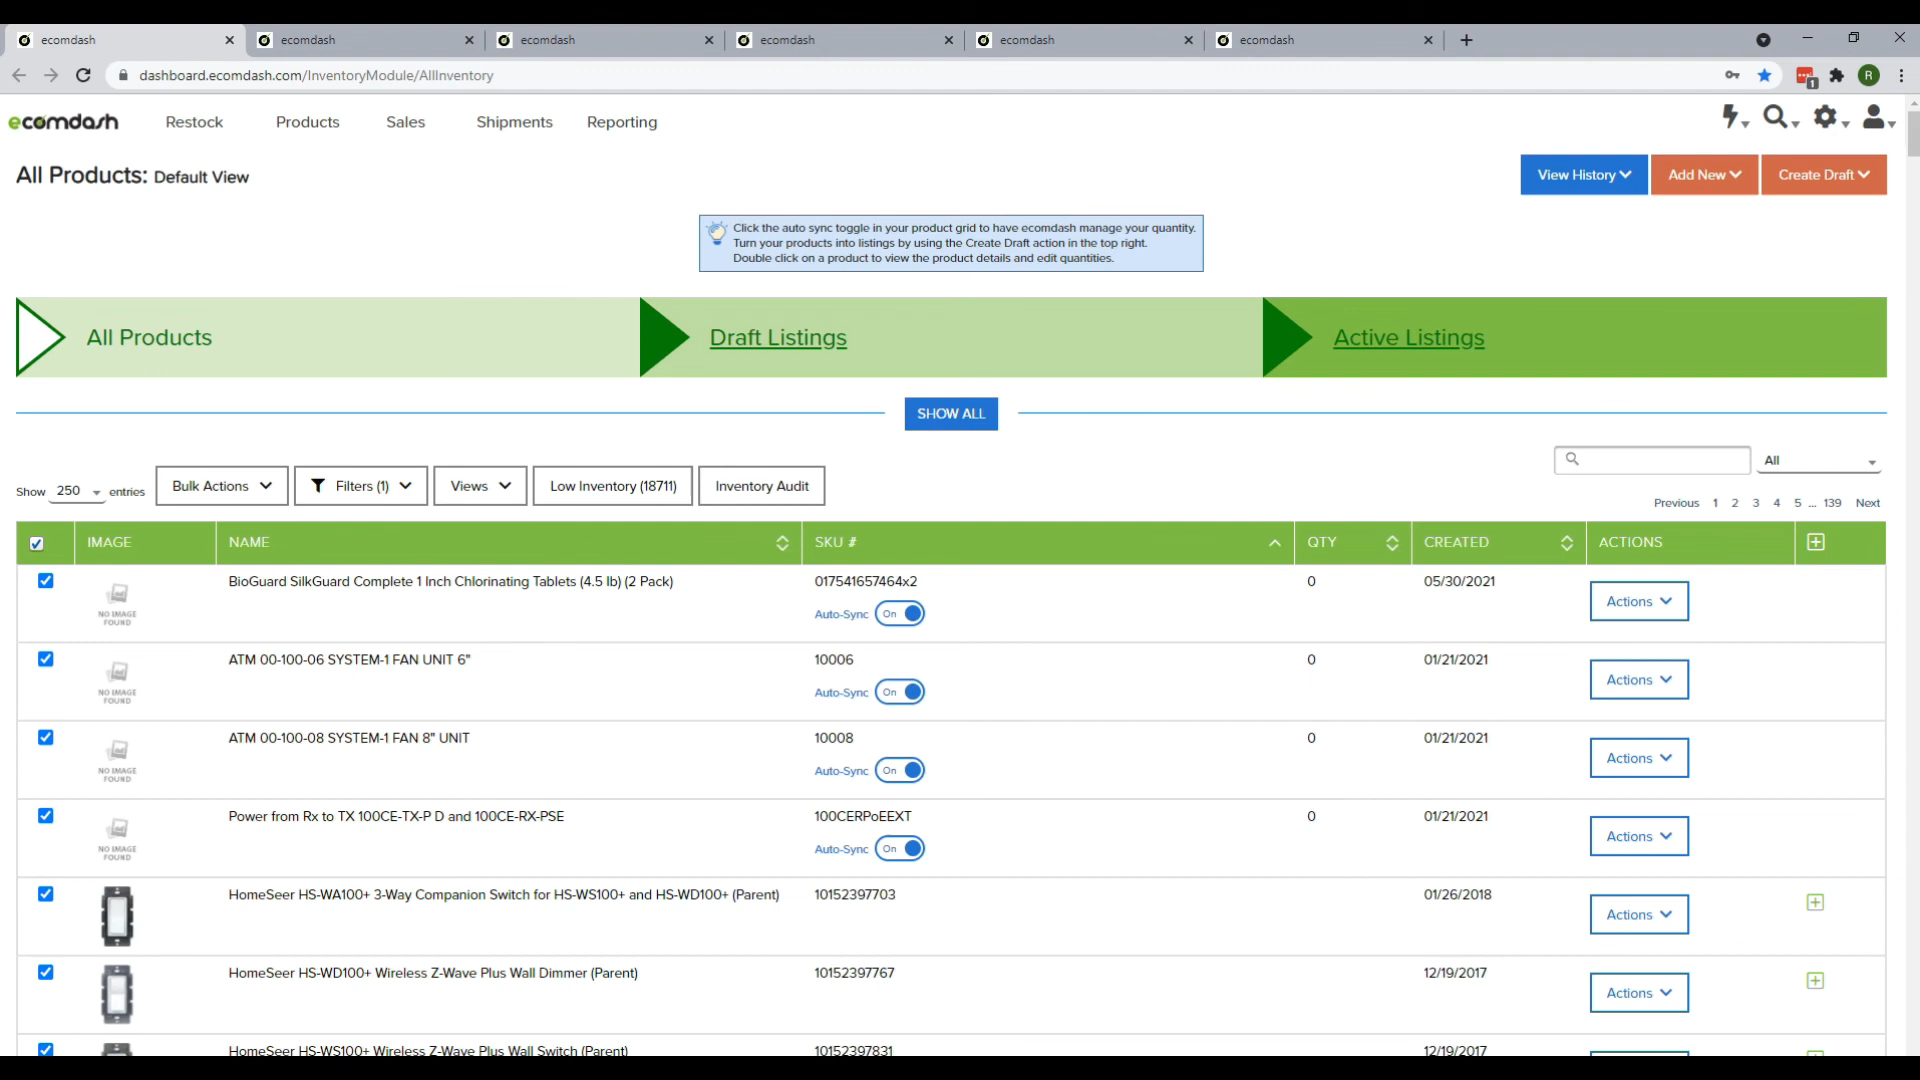 ecomdash ecomdash ecomdash ecomdash ecomdash ecomdash
dashboard.ecomdash.com/InventoryModule/AllInventory
1
R
ecomdash Restock Products Sales Shipments Reporting
All Products: Default View
View History Add New Create Draft
Click the auto sync toggle in your product grid to have ecomdash manage your quantity.
Turn your products into listings by using the Create Draft action in the top right.
Double click on a product to view the product details and edit quantities.
All Products Draft Listings Active Listings
SHOW ALL
All
Show 250 entries Bulk Actions Filters (1) Views Low Inventory (18711) Inventory Audit
Previous 1 2 3 4 5 ... 139 Next
IMAGE NAME SKU # QTY CREATED ACTIONS
BioGuard SilkGuard Complete 1 Inch Chlorinating Tablets (4.5 lb) (2 Pack) 017541657464x2 0 05/30/2021
NO IMAGE FOUND Auto-Sync On Actions
ATM 00-100-06 SYSTEM-1 FAN UNIT 6" 10006 0 01/21/2021
NO IMAGE FOUND Auto-Sync On Actions
ATM 00-100-08 SYSTEM-1 FAN 8" UNIT 10008 0 01/21/2021
NO IMAGE FOUND Auto-Sync On Actions
Power from Rx to TX 100CE-TX-P D and 100CE-RX-PSE 100CERPoEEXT 0 01/21/2021
NO IMAGE FOUND Auto-Sync On Actions
HomeSeer HS-WA100+ 3-Way Companion Switch for HS-WS100+ and HS-WD100+ (Parent) 10152397703 01/26/2018
Actions
HomeSeer HS-WD100+ Wireless Z-Wave Plus Wall Dimmer (Parent) 10152397767 12/19/2017
Actions
HomeSeer HS-WS100+ Wireless Z-Wave Plus Wall Switch (Parent) 10152397831 12/19/2017